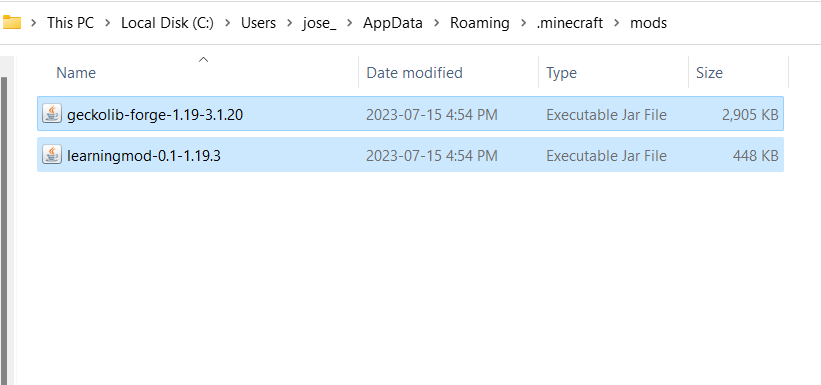 This PC > Local Disk (C:) > Users > jose_ > AppData > Roaming > .minecraft > mods
Name Date modified Type Size
geckolib-forge-1.19-3.1.20 2023-07-15 4:54 PM Executable Jar File 2,905 KB
learningmod-0.1-1.19.3 2023-07-15 4:54 PM Executable Jar File 448 KB